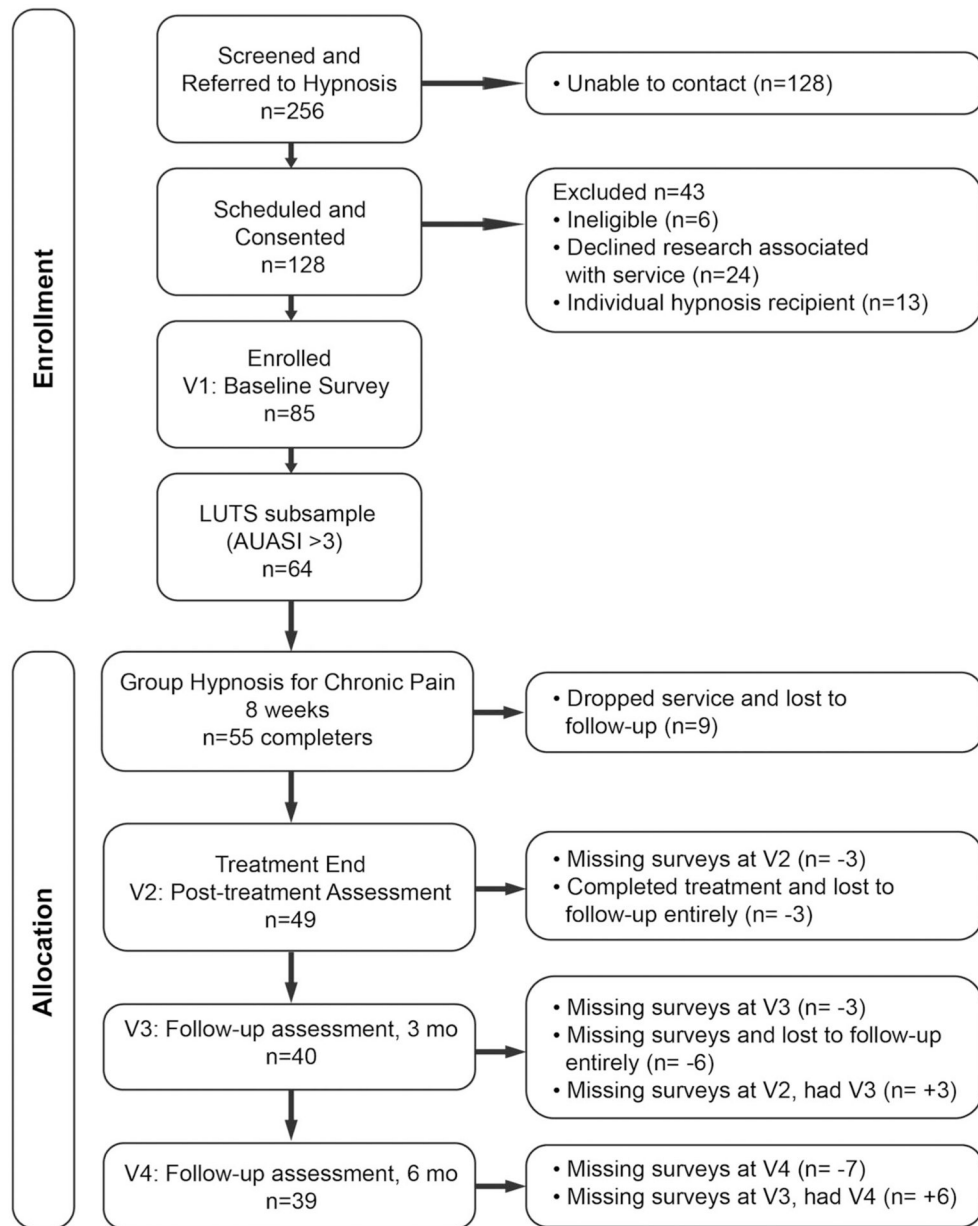 Enrollment
Screened and
Referred to Hypnosis
n=256
• Unable to contact (n=128)
Scheduled and
Consented
n=128
Excluded n=43
• Ineligible (n=6)
• Declined research associated
with service (n=24)
• Individual hypnosis recipient (n=13)
Enrolled
V1: Baseline Survey
n=85
LUTS subsample
(AUASI >3)
n=64
Allocation
Group Hypnosis for Chronic Pain
8 weeks
n=55 completers
• Dropped service and lost to
follow-up (n=9)
Treatment End
V2: Post-treatment Assessment
n=49
• Missing surveys at V2 (n= -3)
• Completed treatment and lost to
follow-up entirely (n= -3)
V3: Follow-up assessment, 3 mo
n=40
• Missing surveys at V3 (n= -3)
• Missing surveys and lost to follow-up
entirely (n= -6)
• Missing surveys at V2, had V3 (n= +3)
V4: Follow-up assessment, 6 mo
n=39
• Missing surveys at V4 (n= -7)
• Missing surveys at V3, had V4 (n= +6)